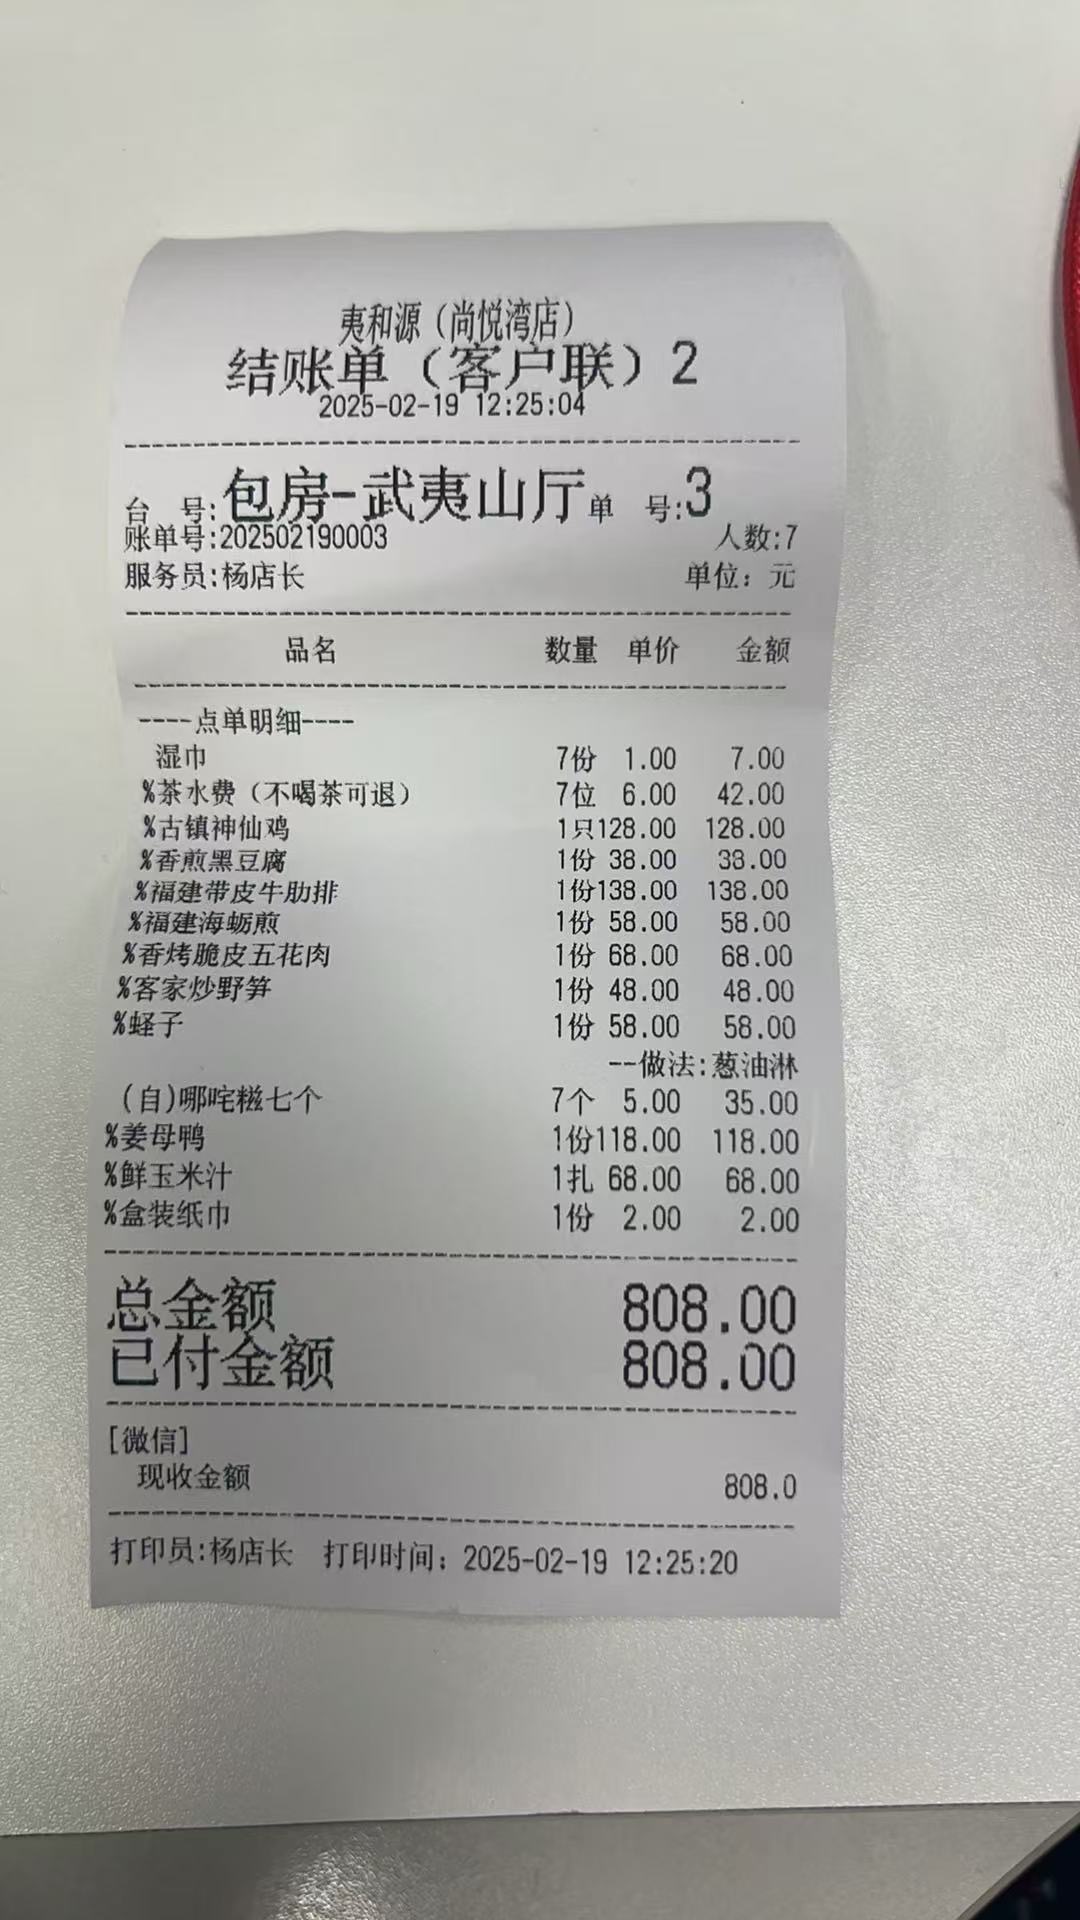 夷和源（尚悦湾店）
结账单（客户联）2
2025-02-19 12:25:04
台 号:包房-武夷山厅 单 号:3
账单号:202502190003 人数:7
服务员:杨店长 单位：元
品名 数量 单价 金额
----点单明细----
湿巾 7份 1.00 7.00
%茶水费（不喝茶可退） 7位 6.00 42.00
%古镇神仙鸡 1只128.00 128.00
%香煎黑豆腐 1份 38.00 38.00
%福建带皮牛肋排 1份138.00 138.00
%福建海蛎煎 1份 58.00 58.00
%香烤脆皮五花肉 1份 68.00 68.00
%客家炒野笋 1份 48.00 48.00
%蛏子 1份 58.00 58.00
--做法:葱油淋
(自)哪咤糍七个 7个 5.00 35.00
%姜母鸭 1份118.00 118.00
%鲜玉米汁 1扎 68.00 68.00
%盒装纸巾 1份 2.00 2.00
总金额 808.00
已付金额 808.00
[微信]
现收金额 808.0
打印员:杨店长 打印时间：2025-02-19 12:25:20